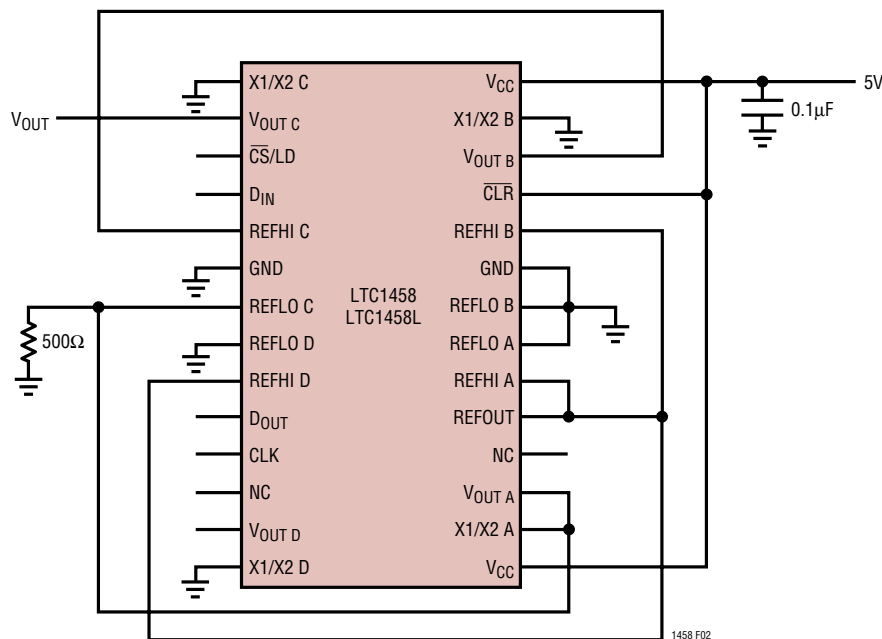 X1/X2 C
VOUT C
CS/LD
DIN
REFHI C
GND
REFLO C
REFLO D
REFHI D
DOUT
CLK
NC
VOUT D
X1/X2 D
LTC1458
LTC1458L
VCC
X1/X2 B
VOUT B
CLR
REFHI B
GND
REFLO B
REFLO A
REFHI A
REFOUT
NC
VOUT A
X1/X2 A
VCC
VOUT
500Ω
5V
0.1µF
1458 F02